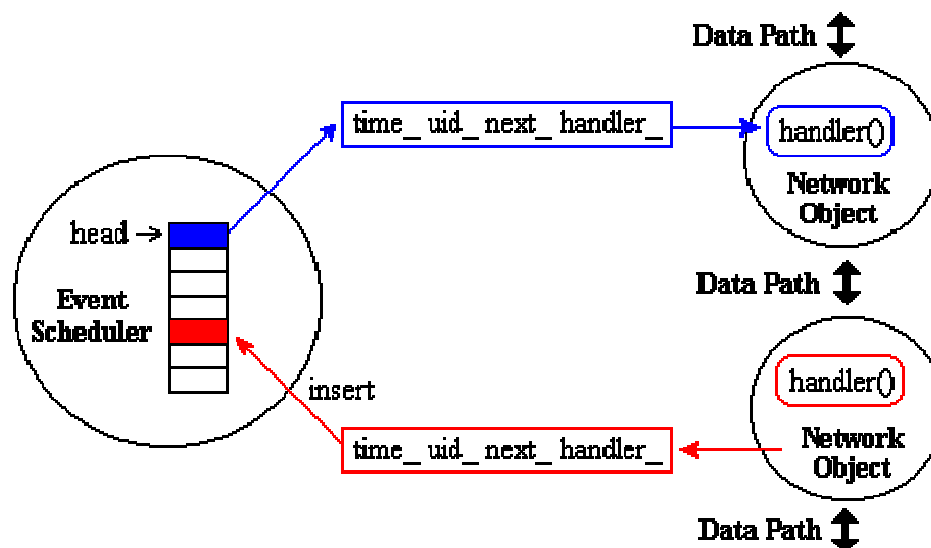 Data Path
time_ uid_ next_ handler_
handler()
Network
Object
head
Event
Scheduler
Data Path
insert
handler()
time_ uid_ next_ handler_
Network
Object
Data Path